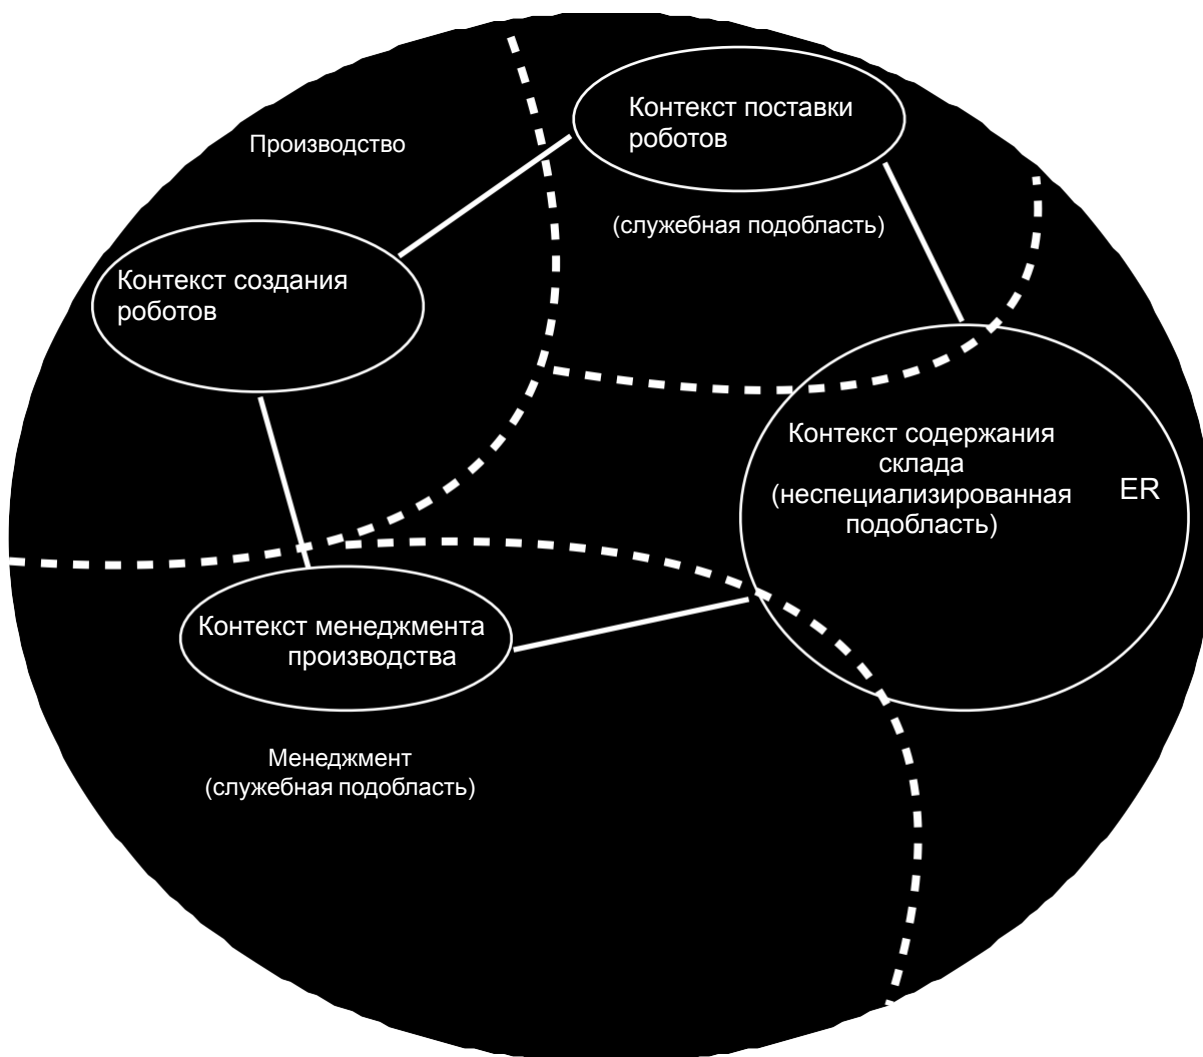 Контекст поставки
роботов
Производство
(служебная подобласть)
Контекст создания
роботов
Контекст содержания
склада
(неспециализированная
подобласть)
ER
Контекст менеджмента
производства
Менеджмент
(служебная подобласть)